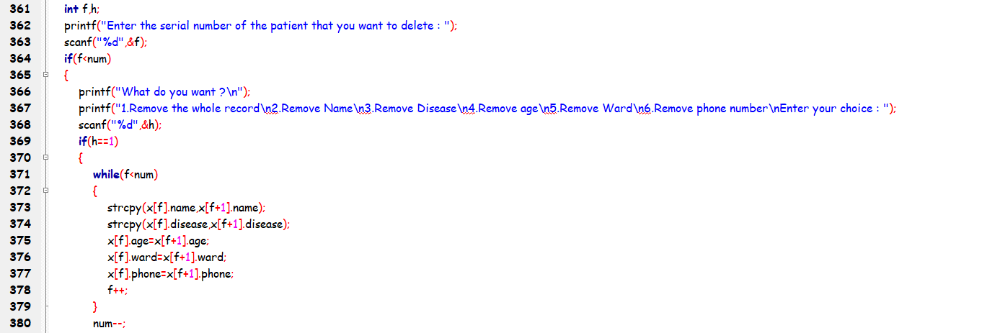 361 int f,h;
362 printf("Enter the serial number of the patient that you want to delete : ");
363 scanf("%d",&f);
364 if(f<num)
365 {
366 printf("What do you want ?\n");
367 printf("1.Remove the whole record\n2.Remove Name\n3.Remove Disease\n4.Remove age\n5.Remove Ward\n6.Remove phone number\nEnter your choice : ");
368 scanf("%d",&h);
369 if(h==1)
370 {
371 while(f<num)
372 {
373 strcpy(x[f].name,x[f+1].name);
374 strcpy(x[f].disease,x[f+1].disease);
375 x[f].age=x[f+1].age;
376 x[f].ward=x[f+1].ward;
377 x[f].phone=x[f+1].phone;
378 f++;
379 }
380 num--;